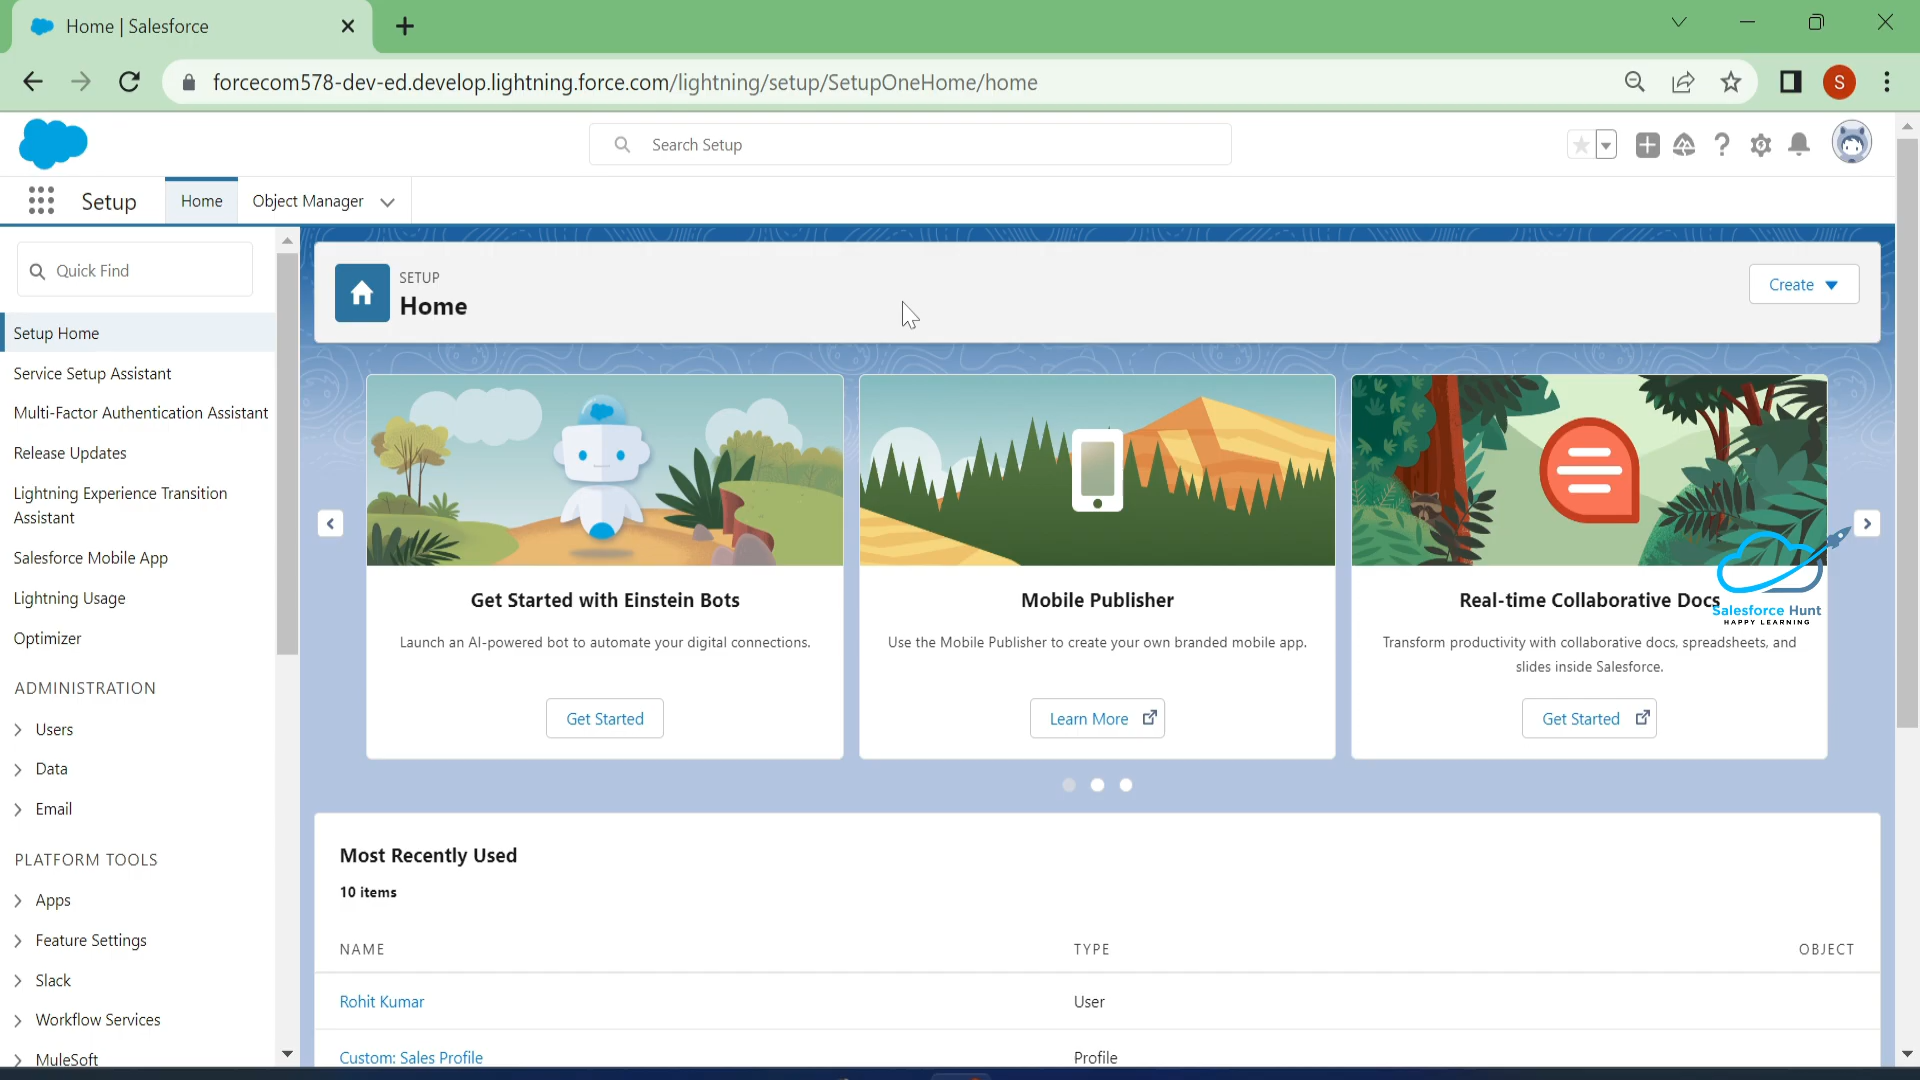 Home | Salesforce
forcecom578-dev-ed.develop.lightning.force.com/lightning/setup/SetupOneHome/home
S
Search Setup
Setup
Home
Object Manager
Quick Find
Setup Home
Service Setup Assistant
Multi-Factor Authentication Assistant
Release Updates
Lightning Experience Transition
Assistant
Salesforce Mobile App
Lightning Usage
Optimizer
ADMINISTRATION
Users
Data
Email
PLATFORM TOOLS
Apps
Feature Settings
Slack
Workflow Services
MuleSoft
SETUP
Home
Create
Get Started with Einstein Bots
Launch an AI-powered bot to automate your digital connections.
Get Started
Mobile Publisher
Use the Mobile Publisher to create your own branded mobile app.
Learn More
Real-time Collaborative Docs
Transform productivity with collaborative docs, spreadsheets, and
slides inside Salesforce.
Get Started
Salesforce Hunt
HAPPY LEARNING
Most Recently Used
10 items
NAME TYPE OBJECT
Rohit Kumar User
Custom: Sales Profile Profile